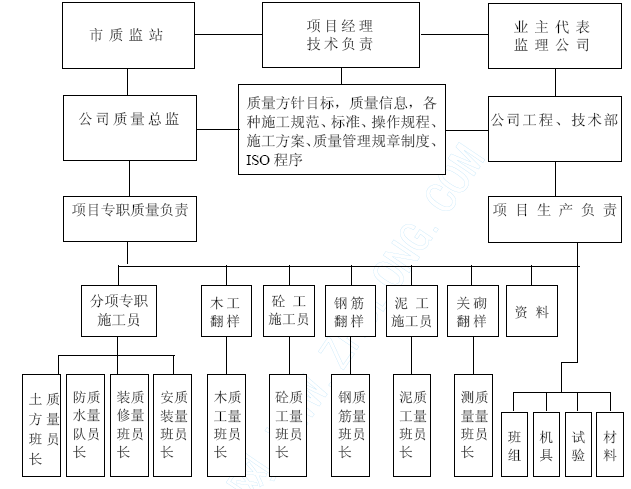 市质监站
项目经理
技术负责
业主代表
监理公司
公司质量总监
质量方针目标，质量信息，各
种施工规范、标准、操作规程、
施工方案、质量管理规章制度、
ISO程序
公司工程、技术部
项目专职质量负责
项目生产负责
分项专职
施工员
木工
翻样
砼工
施工员
钢筋
翻样
泥工
施工员
关砌
翻样
资料
土质
方量
班员
长
防质
水量
队员
长
装质
修量
班员
长
安质
装量
班员
长
木质
工量
班员
长
砼质
工量
班员
长
钢质
筋量
班员
长
泥质
工量
班员
长
测质
量量
班员
长
班
组
机
具
试
验
材
料